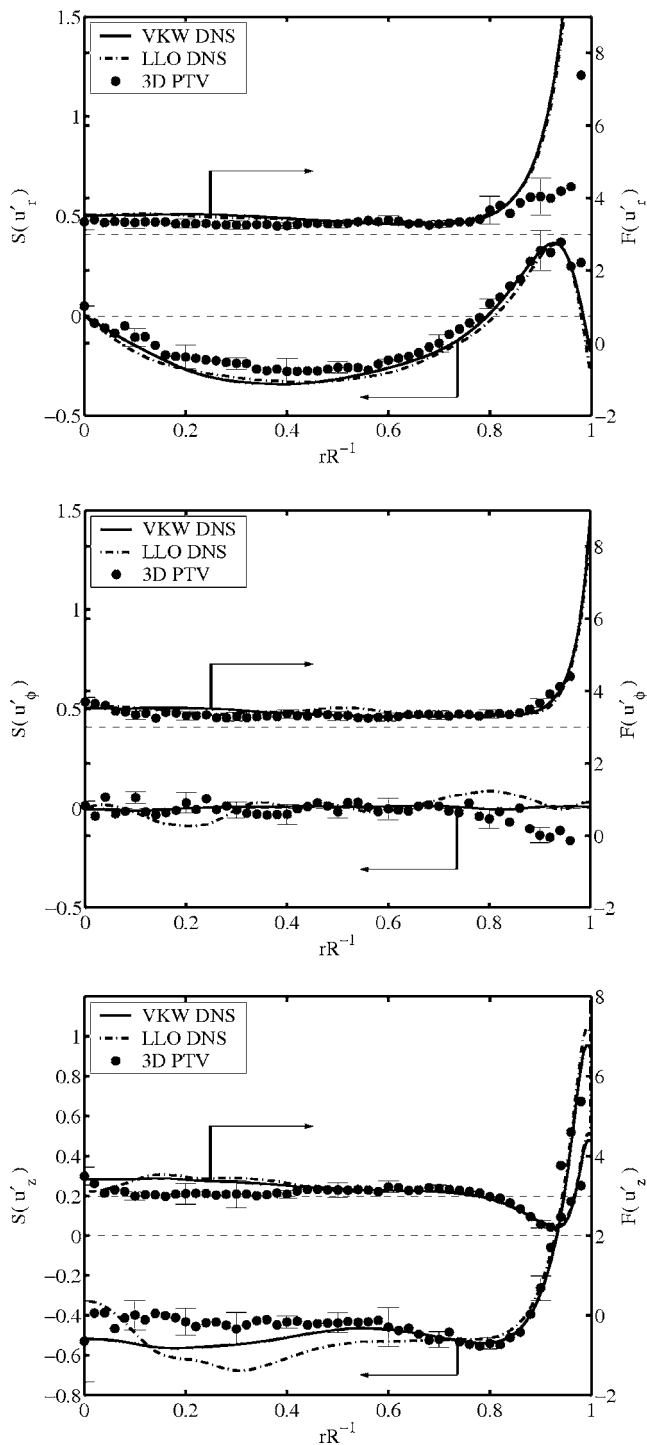 1.5
1
0.5
0
−0.5
S(u'r)
VKW DNS
LLO DNS
3D PTV
8
6
4
2
0
−2
F(u'r)
0 0.2 0.4 0.6 0.8 1
rR⁻¹
1.5
1
0.5
0
−0.5
S(u'ϕ)
VKW DNS
LLO DNS
3D PTV
8
6
4
2
0
−2
F(u'ϕ)
0 0.2 0.4 0.6 0.8 1
rR⁻¹
1
0.8
0.6
0.4
0.2
0
−0.2
−0.4
−0.6
−0.8
S(u'z)
VKW DNS
LLO DNS
3D PTV
8
6
4
2
0
−2
F(u'z)
0 0.2 0.4 0.6 0.8 1
rR⁻¹